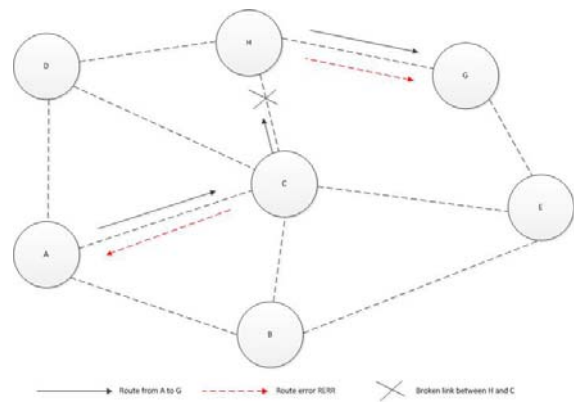 H
G
D
C
E
A
B
Route from A to G
Route error RERR
Broken link between H and C